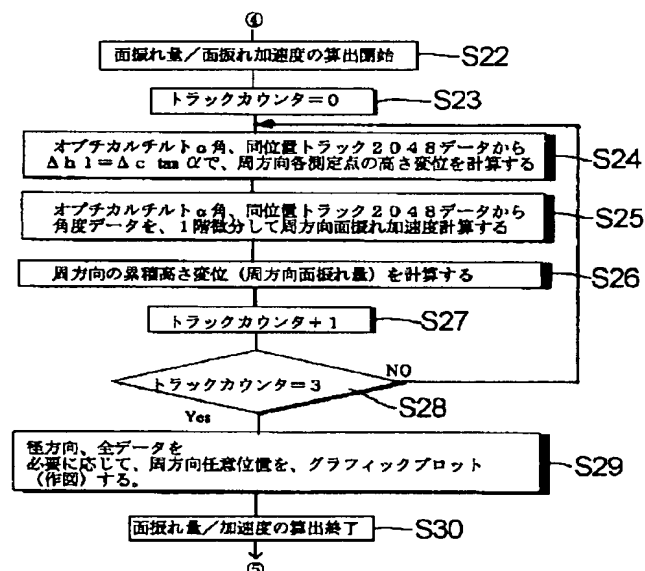 ④
面振れ量／面振れ加速度の算出開始
S22
トラックカウンタ＝０
S23
オプチカルチルトα角、同位置トラック２０４８データから
Δｈ１＝Δｃ tan αで、周方向各測定点の高さ変位を計算する
S24
オプチカルチルトα角、同位置トラック２０４８データから
角度データを、１階微分して周方向面振れ加速度計算する
S25
周方向の累積高さ変位（周方向面振れ量）を計算する
S26
トラックカウンタ＋１
S27
トラックカウンタ＝３
NO
S28
Yes
径方向、全データを
必要に応じて、周方向任意位置を、グラフィックプロット
（作図）する。
S29
面振れ量／加速度の算出終了
S30
⑤